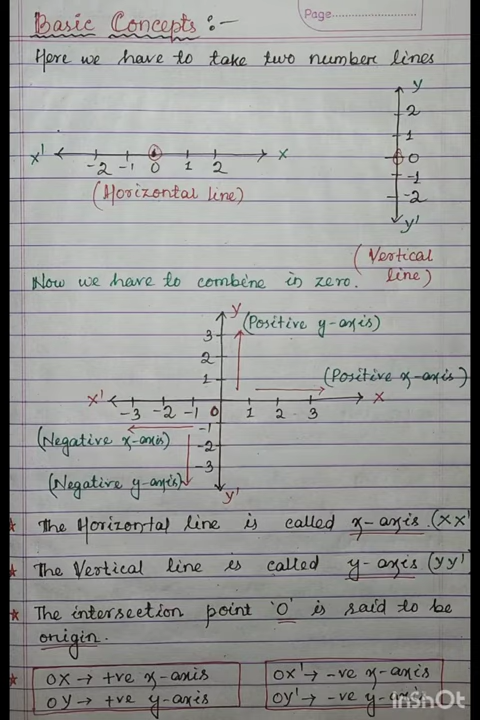 Page
Basic Concepts :-
Here we have to take two number lines
Y
2
1
0
-1
-2
Y'
X' -2 -1 0 1 2 X
(Horizontal line)
(Vertical line)
Now we have to combine in zero.
Y
(Positive y-axis)
3
2
1
(Positive x-axis)
X' -3 -2 -1 0 1 2 3 X
-1
(Negative x-axis)
-2
-3
(Negative y-axis)
Y'
★ The Horizontal line is called x-axis. (XX'
★ The Vertical line is called y-axis (YY'
★ The intersection point 'O' is said to be
origin.
★ OX → +ve x-axis
OY → +ve y-axis
OX' → -ve x-axis
OY' → -ve y-axis
InShOt